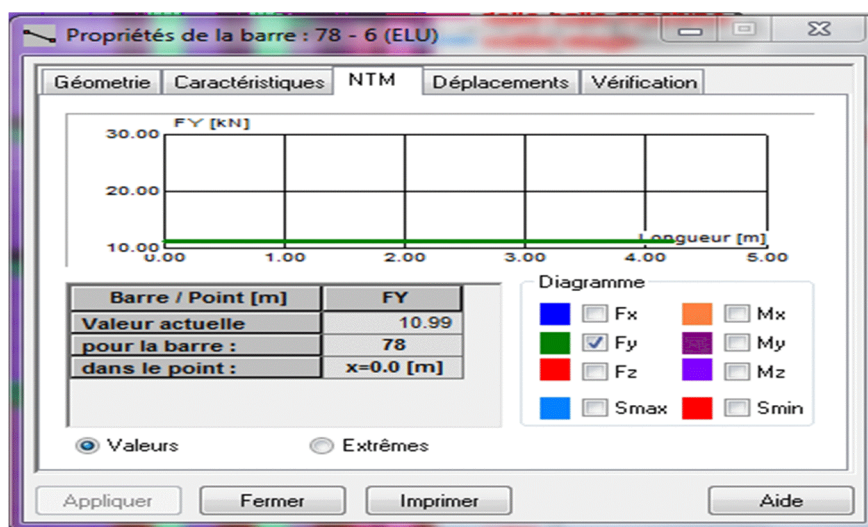 Propriétés de la barre : 78 - 6 (ELU)
Géometrie Caractéristiques NTM Déplacements Vérification
FY [kN]
30.00
20.00
10.00
Longueur [m]
0.00 1.00 2.00 3.00 4.00 5.00
Barre / Point [m] FY
Valeur actuelle 10.99
pour la barre : 78
dans le point : x=0.0 [m]
Diagramme
Fx Mx
Fy My
Fz Mz
Smax Smin
Valeurs Extrêmes
Appliquer Fermer Imprimer Aide